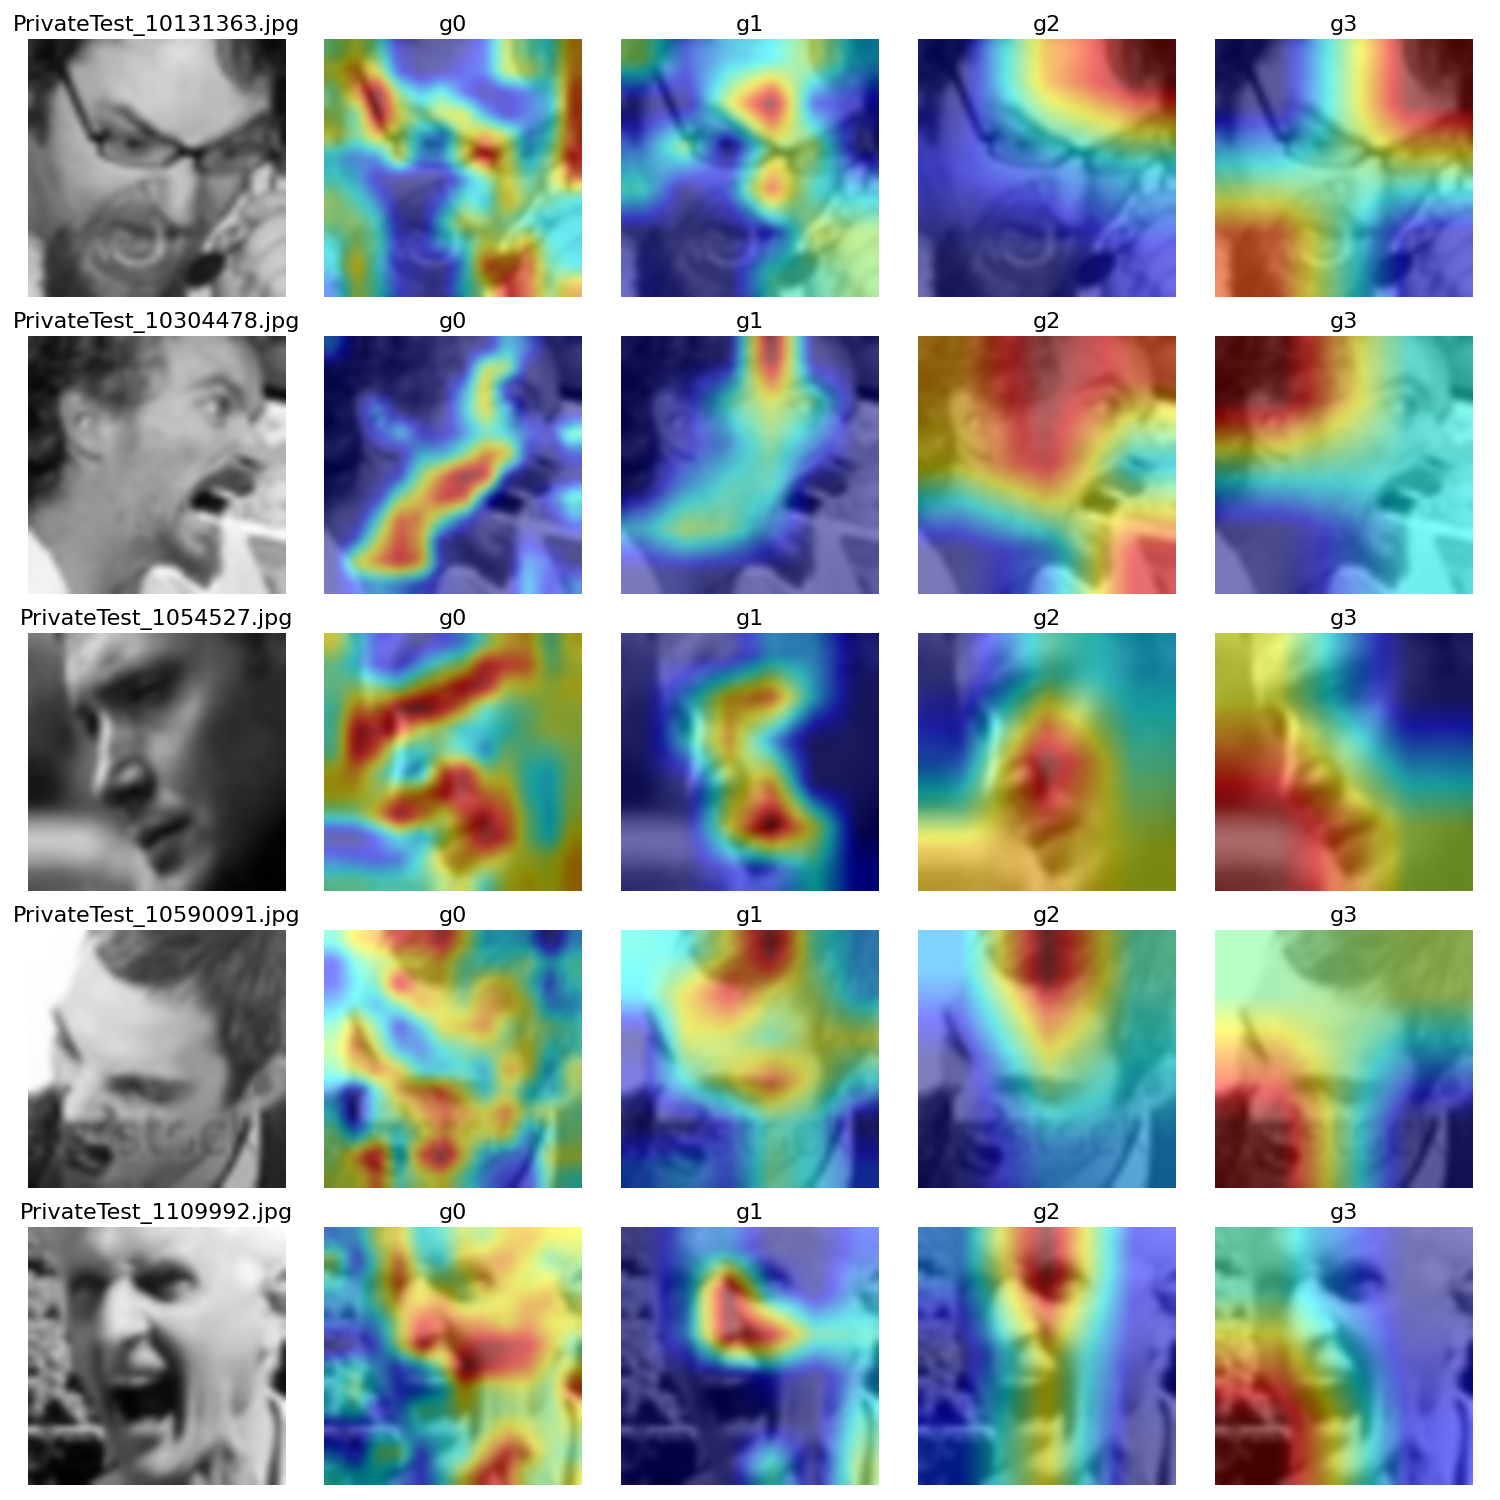 PrivateTest_10131363.jpg g0 g1 g2 g3
PrivateTest_10304478.jpg g0 g1 g2 g3
PrivateTest_1054527.jpg g0 g1 g2 g3
PrivateTest_10590091.jpg g0 g1 g2 g3
PrivateTest_1109992.jpg g0 g1 g2 g3